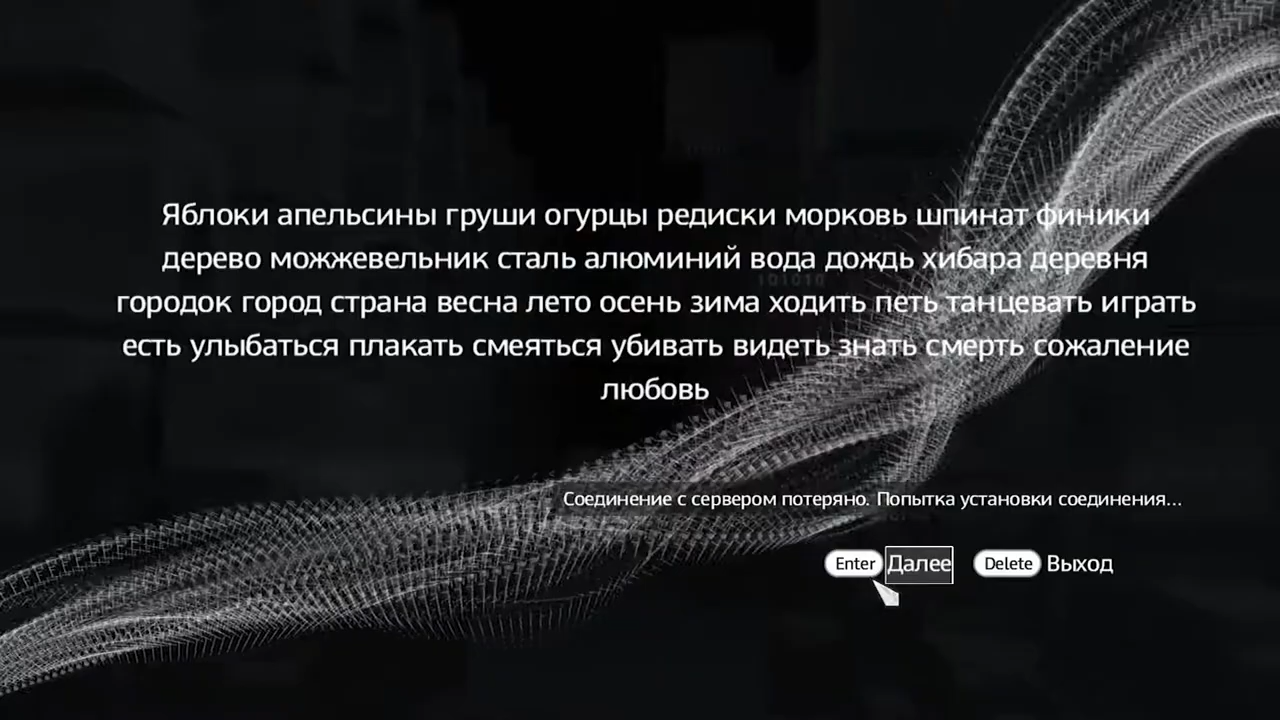 Яблоки апельсины груши огурцы редиски морковь шпинат финики
дерево можжевельник сталь алюминий вода дождь хибара деревня
городок город страна весна лето осень зима ходить петь танцевать играть
есть улыбаться плакать смеяться убивать видеть знать смерть сожаление
любовь
101010
Соединение с сервером потеряно. Попытка установки соединения...
Enter Далее Delete Выход